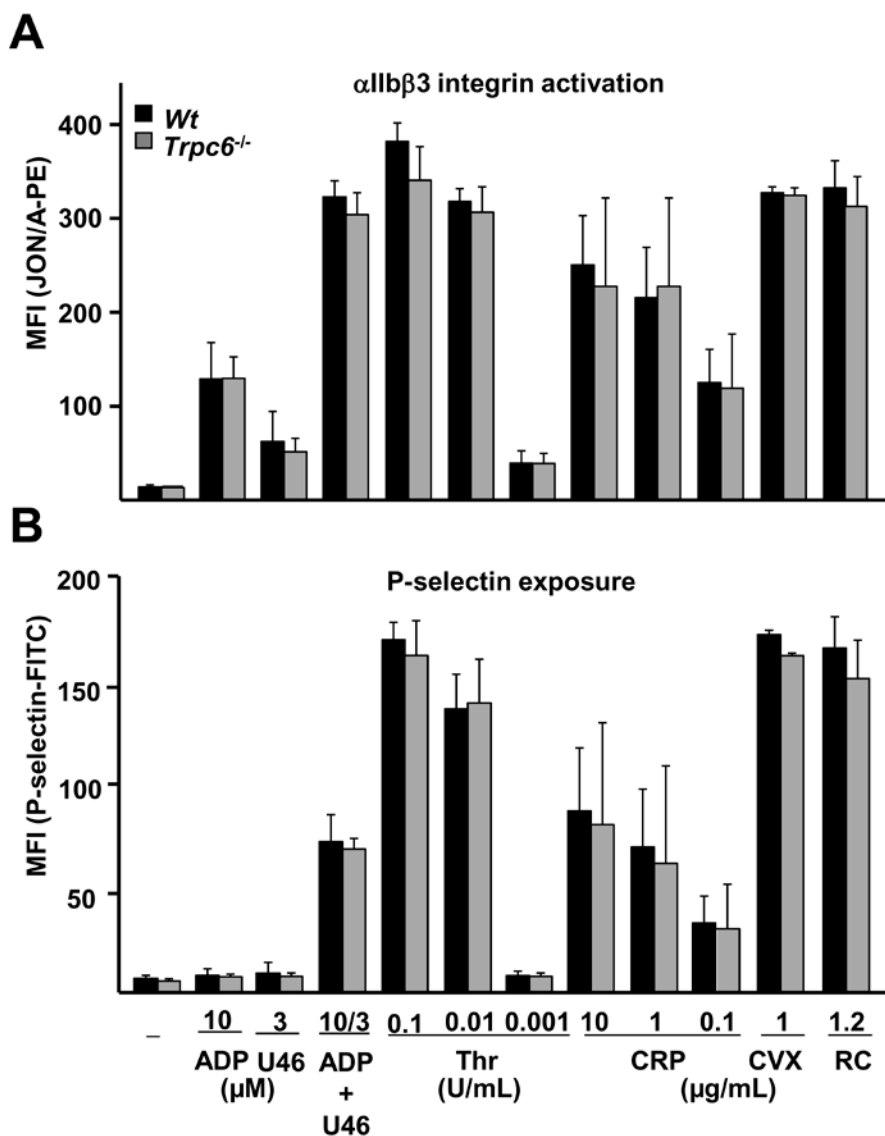 A
αIIbβ3 integrin activation
Wt
Trpc6-/-
MFI (JON/A-PE)
400
300
200
100
B
P-selectin exposure
MFI (P-selectin-FITC)
200
150
100
50
– 10 3 10/3 0.1 0.01 0.001 10 1 0.1 1 1.2
ADP U46 ADP Thr CRP CVX RC
(µM) + (U/mL) (µg/mL)
U46